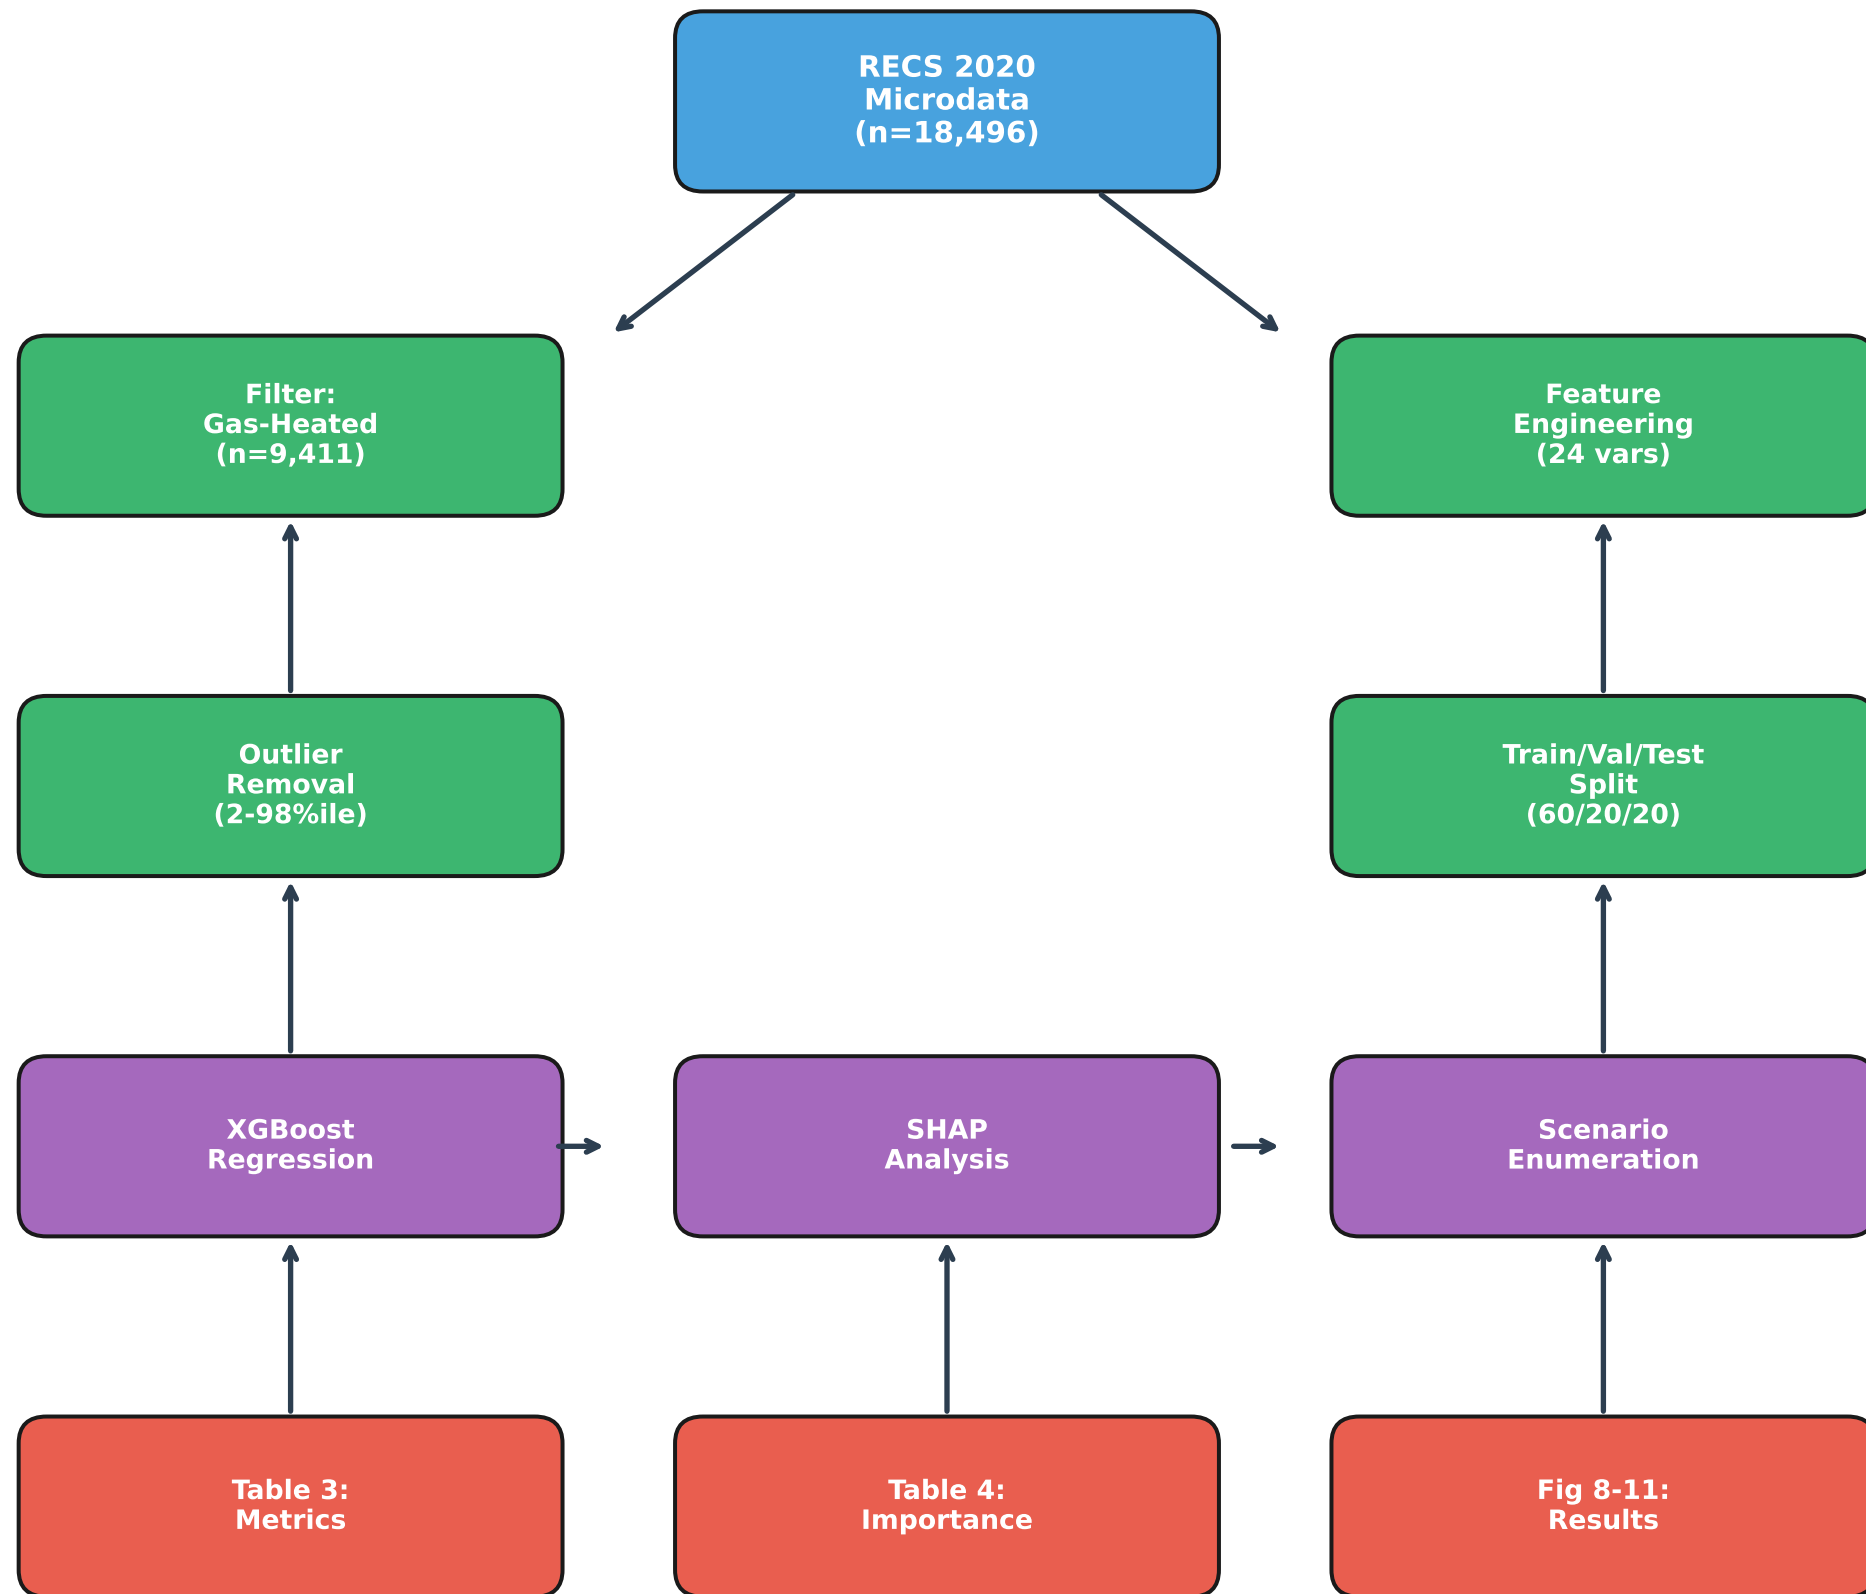 RECS 2020
Microdata
(n=18,496)
Filter:
Gas-Heated
(n=9,411)
Feature
Engineering
(24 vars)
Outlier
Removal
(2-98%ile)
Train/Val/Test
Split
(60/20/20)
XGBoost
Regression
SHAP
Analysis
Scenario
Enumeration
Table 3:
Metrics
Table 4:
Importance
Fig 8-11:
Results